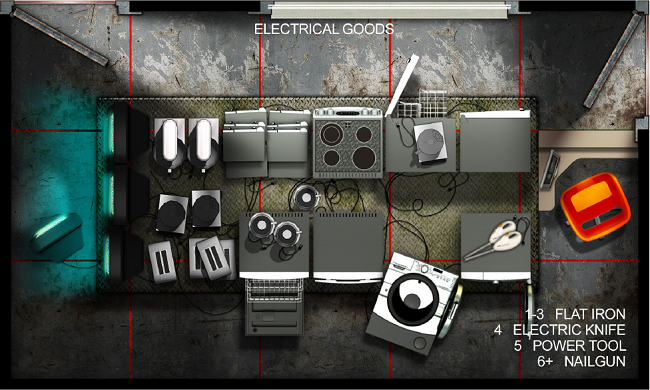 ELECTRICAL GOODS
1-3 FLAT IRON
4 ELECTRIC KNIFE
5 POWER TOOL
6+ NAILGUN